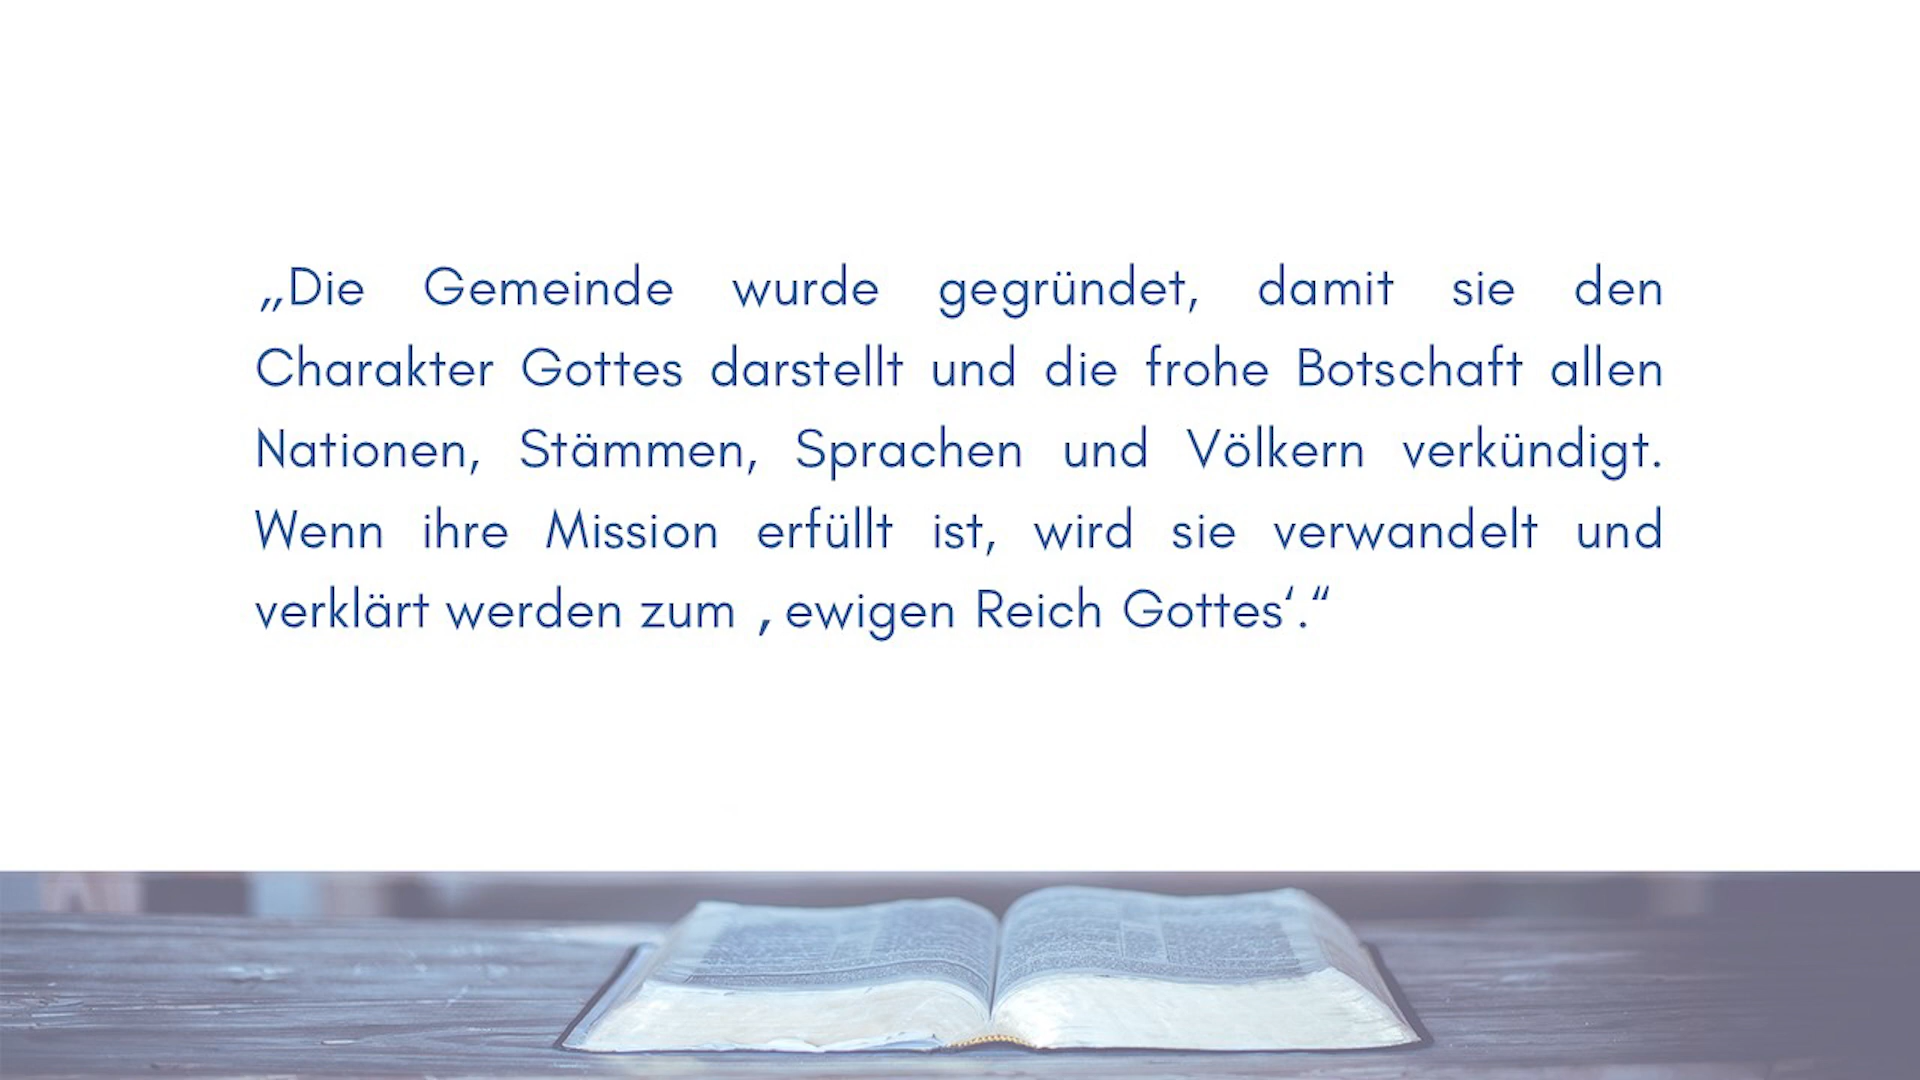 „Die Gemeinde wurde gegründet, damit sie den
Charakter Gottes darstellt und die frohe Botschaft allen
Nationen, Stämmen, Sprachen und Völkern verkündigt.
Wenn ihre Mission erfüllt ist, wird sie verwandelt und
verklärt werden zum ‚ ewigen Reich Gottes‘.“